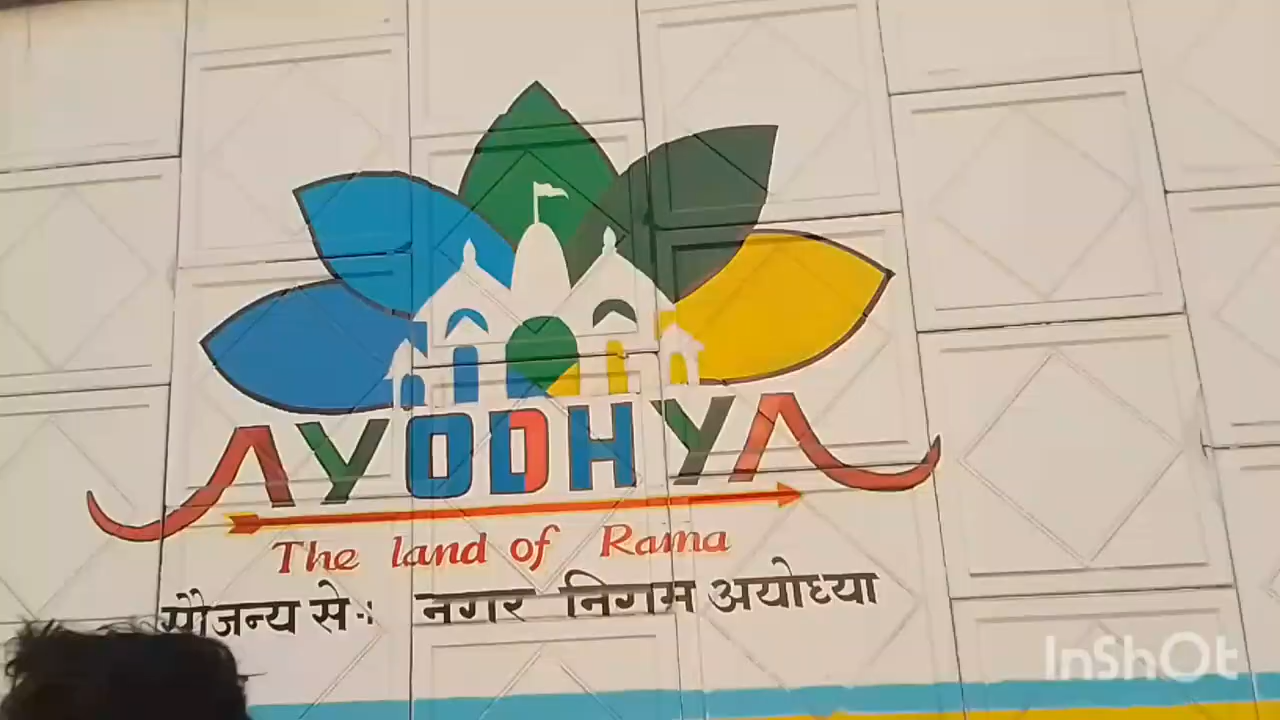 AYODHYA
The land of Rama
सौजन्य से-: नगर निगम अयोध्या
InShOt